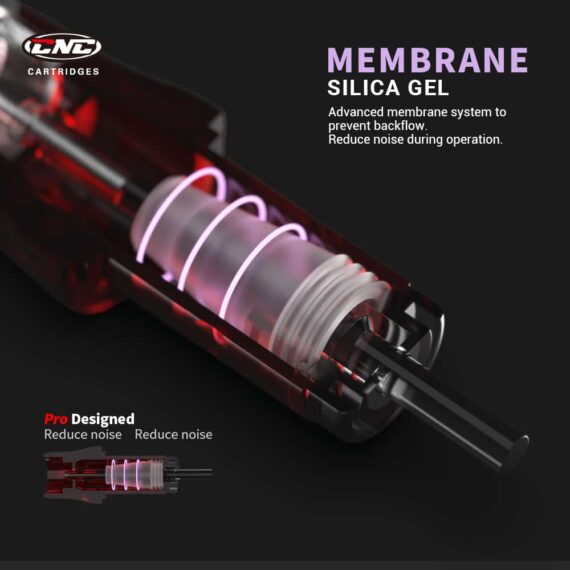 CNC
CARTRIDGES
MEMBRANE
SILICA GEL
Advanced membrane system to
prevent backflow.
Reduce noise during operation.
Pro Designed
Reduce noise Reduce noise